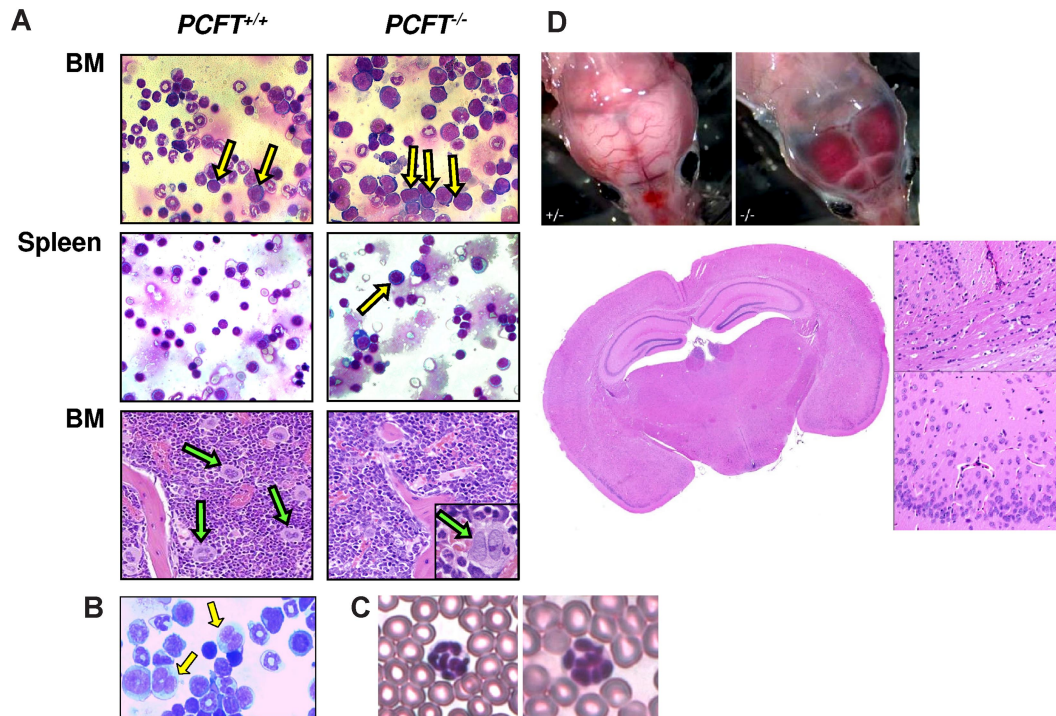 A
PCFT+/+
PCFT-/-
BM
Spleen
BM
B
C
D
+/-
-/-